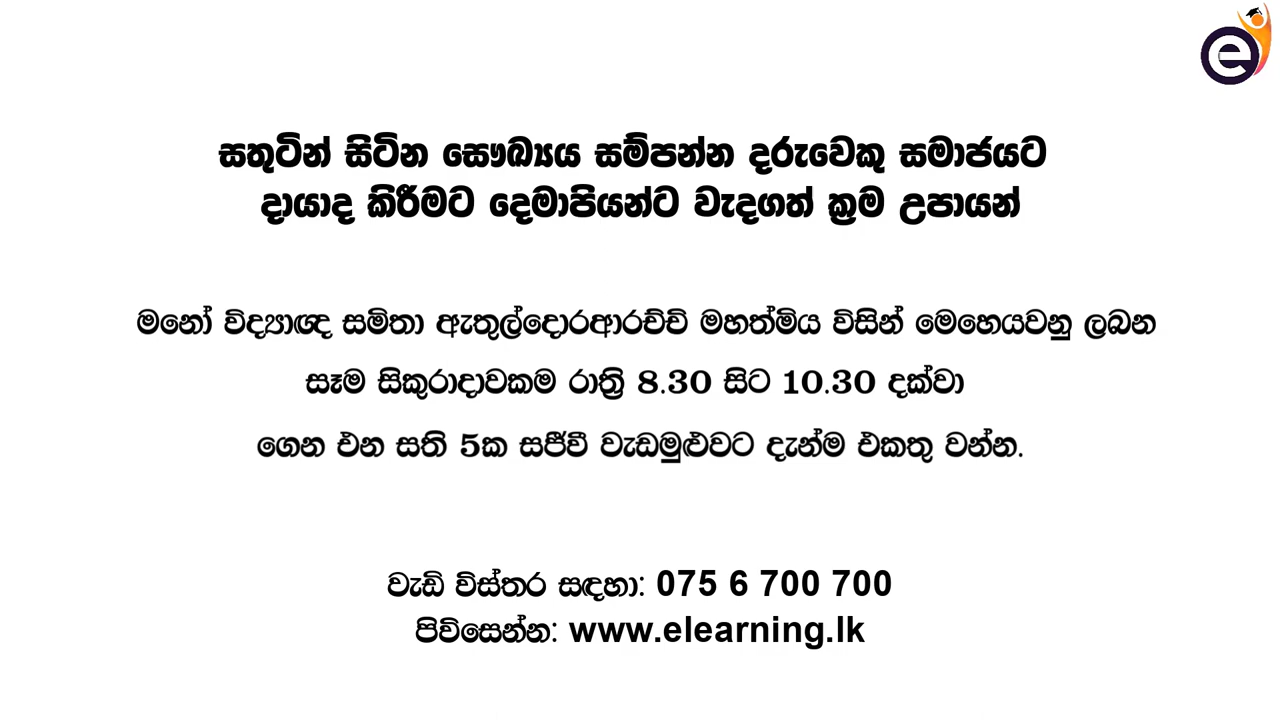 e
සතුටින් සිටින සෞඛ්‍යය සම්පන්න දරුවෙකු සමාජයට
දායාද කිරීමට දෙමාපියන්ට වැදගත් ක්‍රම උපායන්
මනෝ විද්‍යාඥ සමිතා ඇතුල්දොරආරච්චි මහත්මිය විසින් මෙහෙයවනු ලබන
සෑම සිකුරාදාවකම රාත්‍රි 8.30 සිට 10.30 දක්වා
ගෙන එන සති 5ක සජීවී වැඩමුළුවට දැන්ම එකතු වන්න.
වැඩි විස්තර සඳහා: 075 6 700 700
පිවිසෙන්න: www.elearning.lk